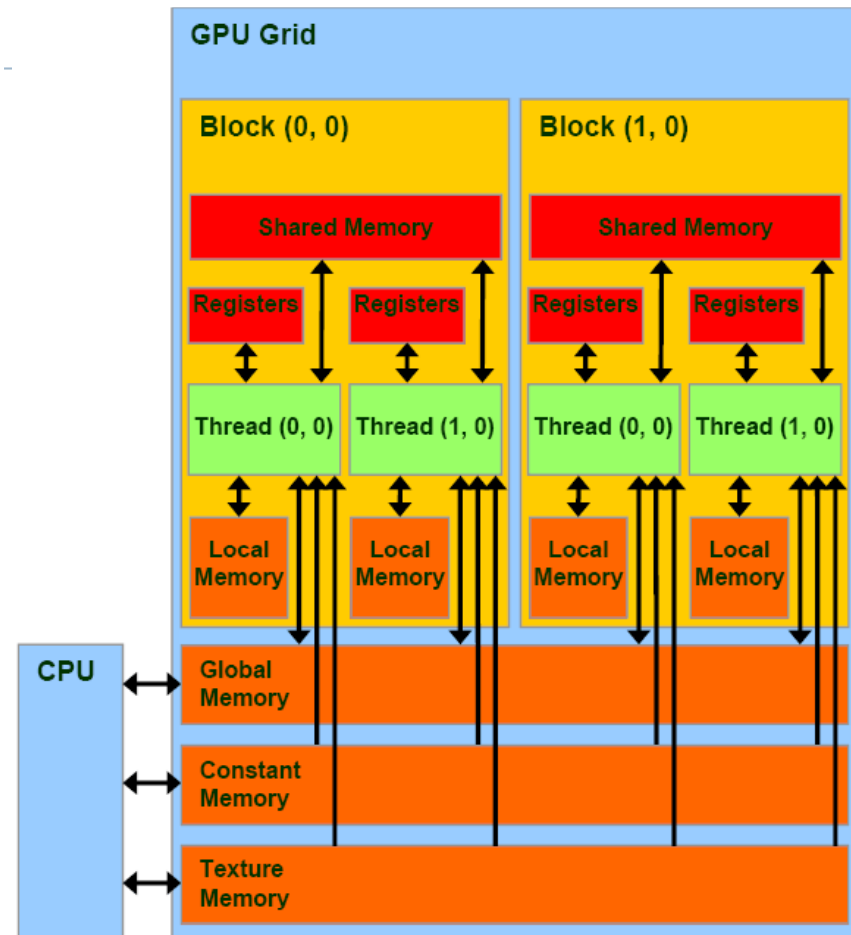 GPU Grid
Block (0, 0)
Block (1, 0)
Shared Memory
Shared Memory
Registers
Registers
Registers
Registers
Thread (0, 0)
Thread (1, 0)
Thread (0, 0)
Thread (1, 0)
Local
Memory
Local
Memory
Local
Memory
Local
Memory
CPU
Global
Memory
Constant
Memory
Texture
Memory